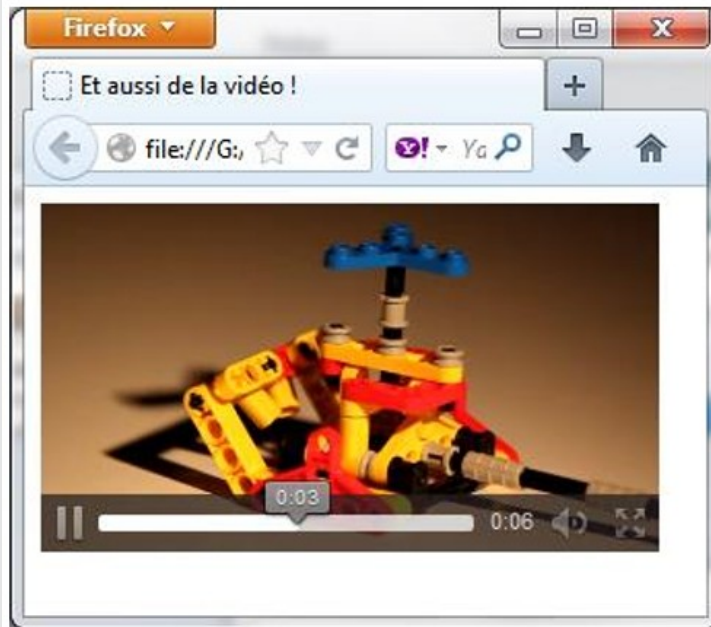 Firefox
Et aussi de la vidéo !
file:///G:/
Y! Ya
0:03
0:06